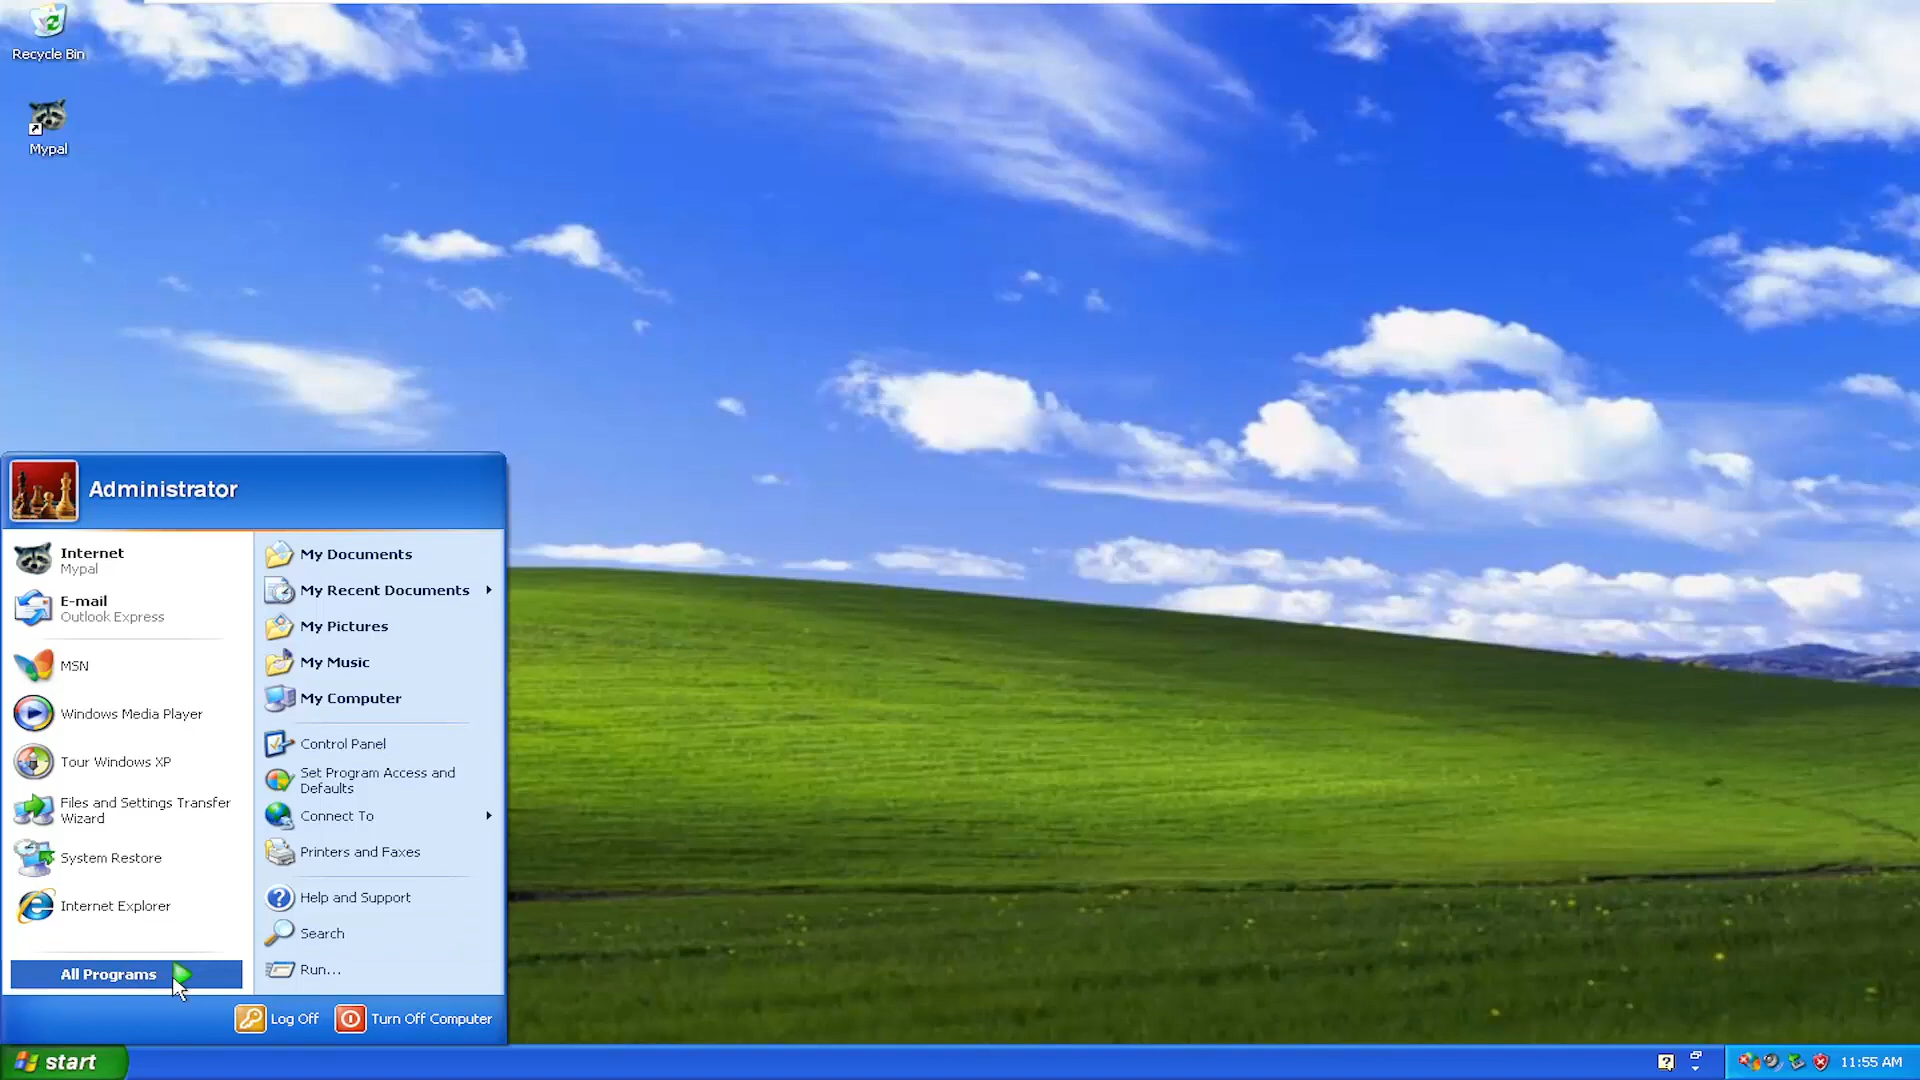 Recycle Bin
Mypal
Administrator
Internet
Mypal
E-mail
Outlook Express
MSN
Windows Media Player
Tour Windows XP
Files and Settings Transfer
Wizard
System Restore
Internet Explorer
All Programs
My Documents
My Recent Documents
My Pictures
My Music
My Computer
Control Panel
Set Program Access and
Defaults
Connect To
Printers and Faxes
Help and Support
Search
Run...
Log Off
Turn Off Computer
start
11:55 AM